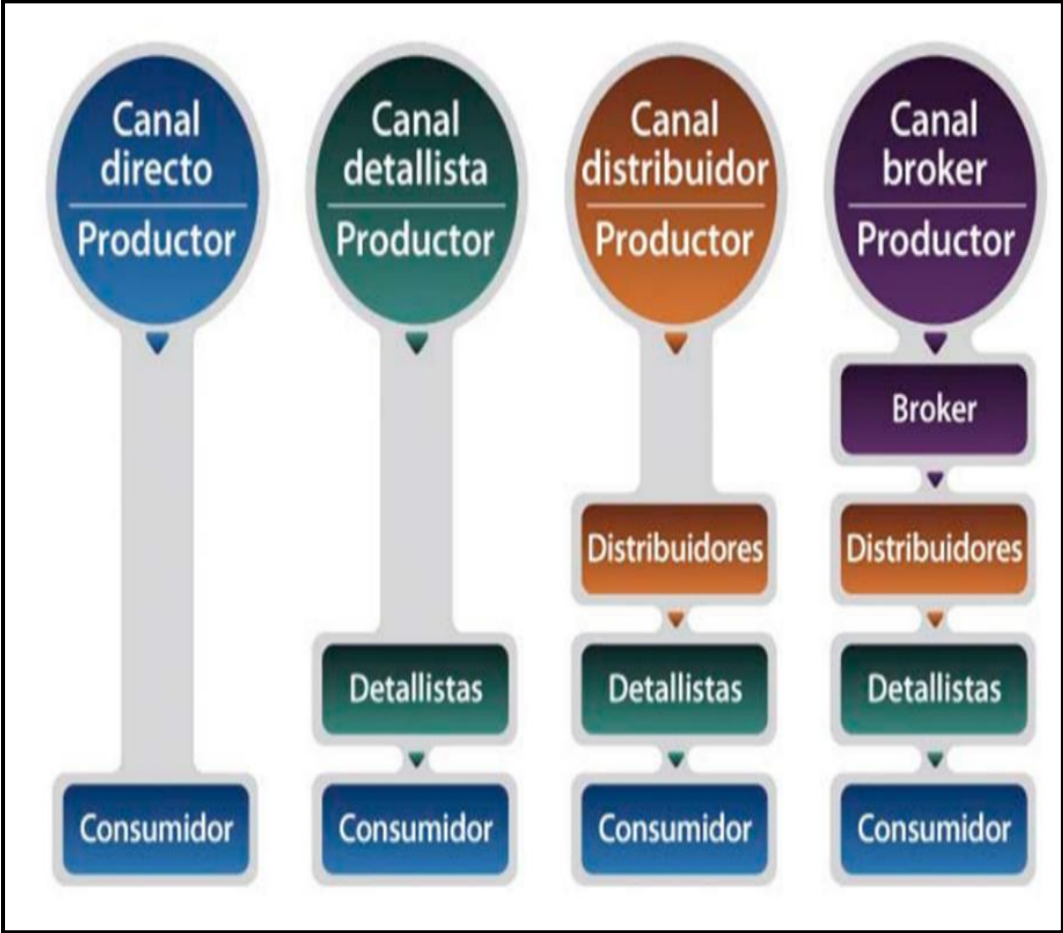 Canal
directo
Productor
Consumidor
Canal
detallista
Productor
Detallistas
Consumidor
Canal
distribuidor
Productor
Distribuidores
Detallistas
Consumidor
Canal
broker
Productor
Broker
Distribuidores
Detallistas
Consumidor